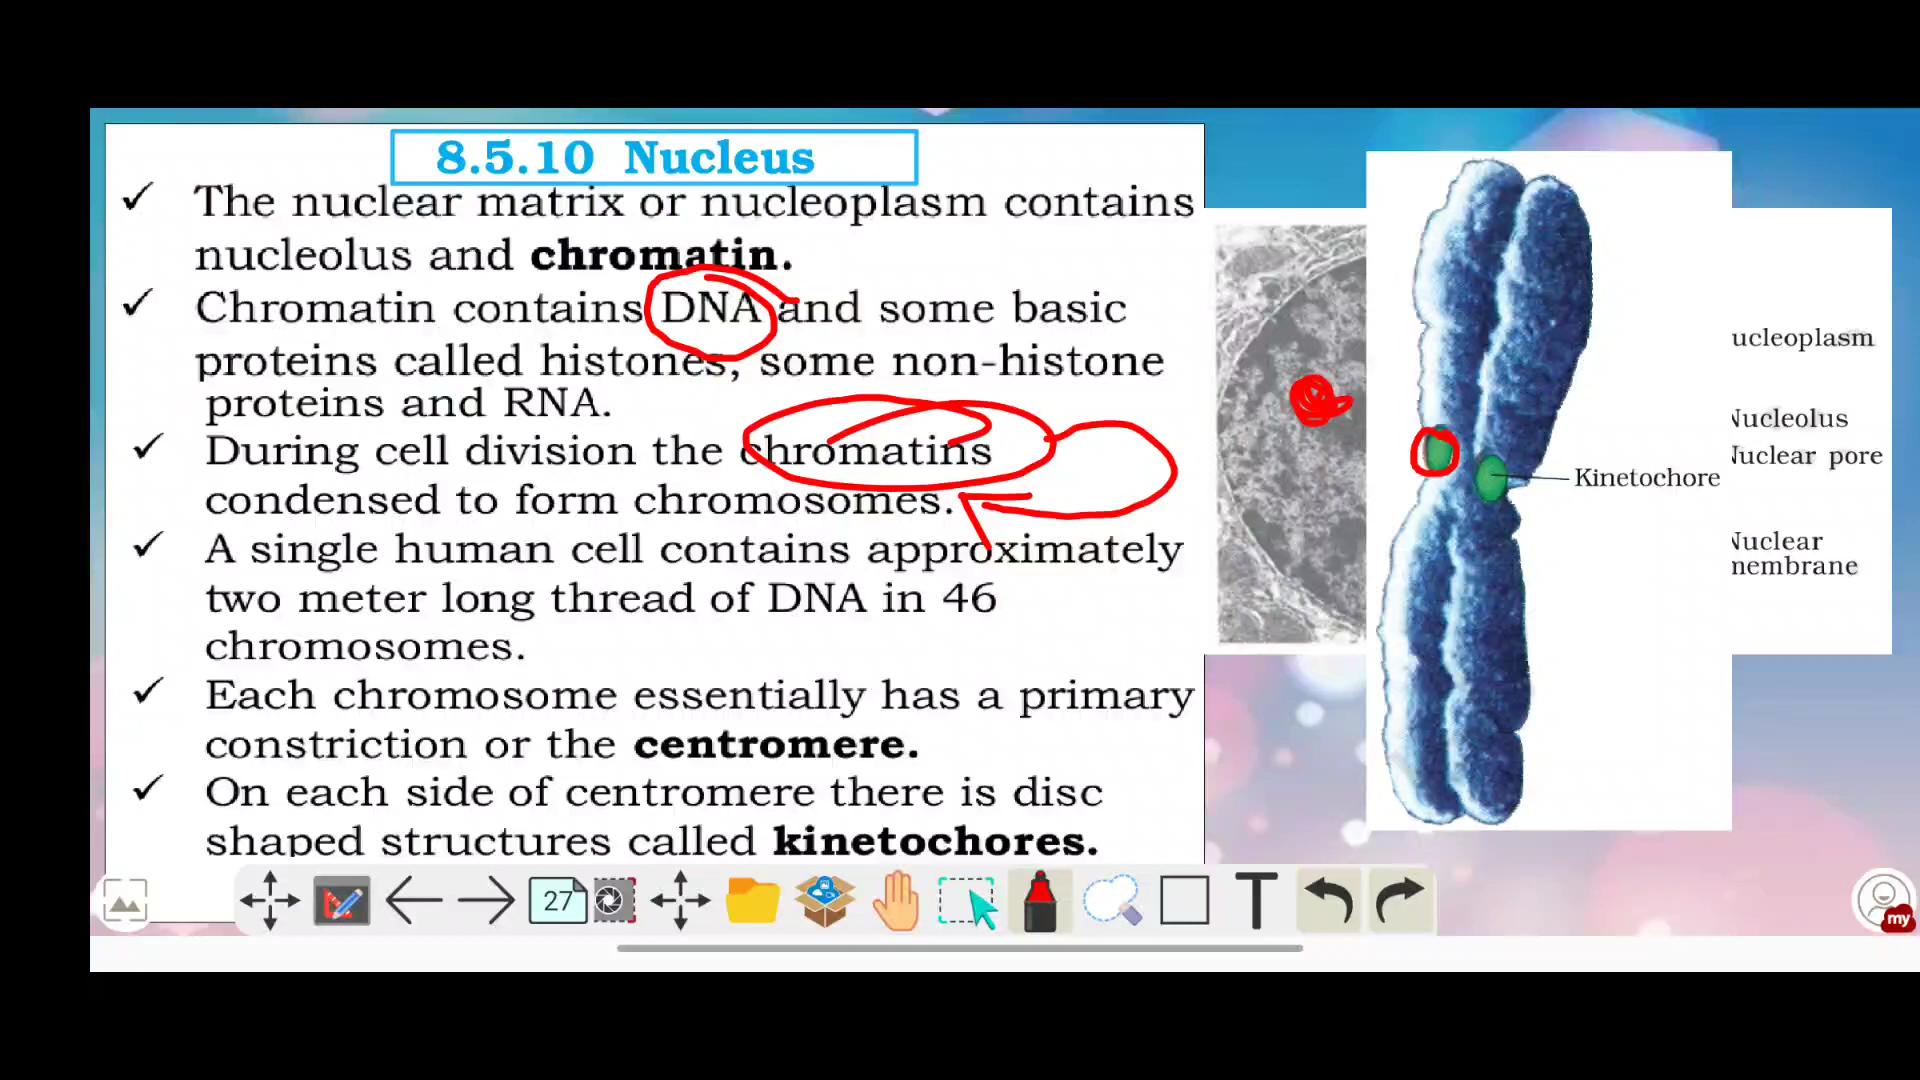 8.5.10 Nucleus
✓ The nuclear matrix or nucleoplasm contains
nucleolus and chromatin.
✓ Chromatin contains DNA and some basic
proteins called histones, some non-histone
proteins and RNA.
✓ During cell division the chromatins
condensed to form chromosomes.
✓ A single human cell contains approximately
two meter long thread of DNA in 46
chromosomes.
✓ Each chromosome essentially has a primary
constriction or the centromere.
✓ On each side of centromere there is disc
shaped structures called kinetochores.
Kinetochore
ucleoplasm
Nucleolus
Nuclear pore
Nuclear
membrane
27
T
my